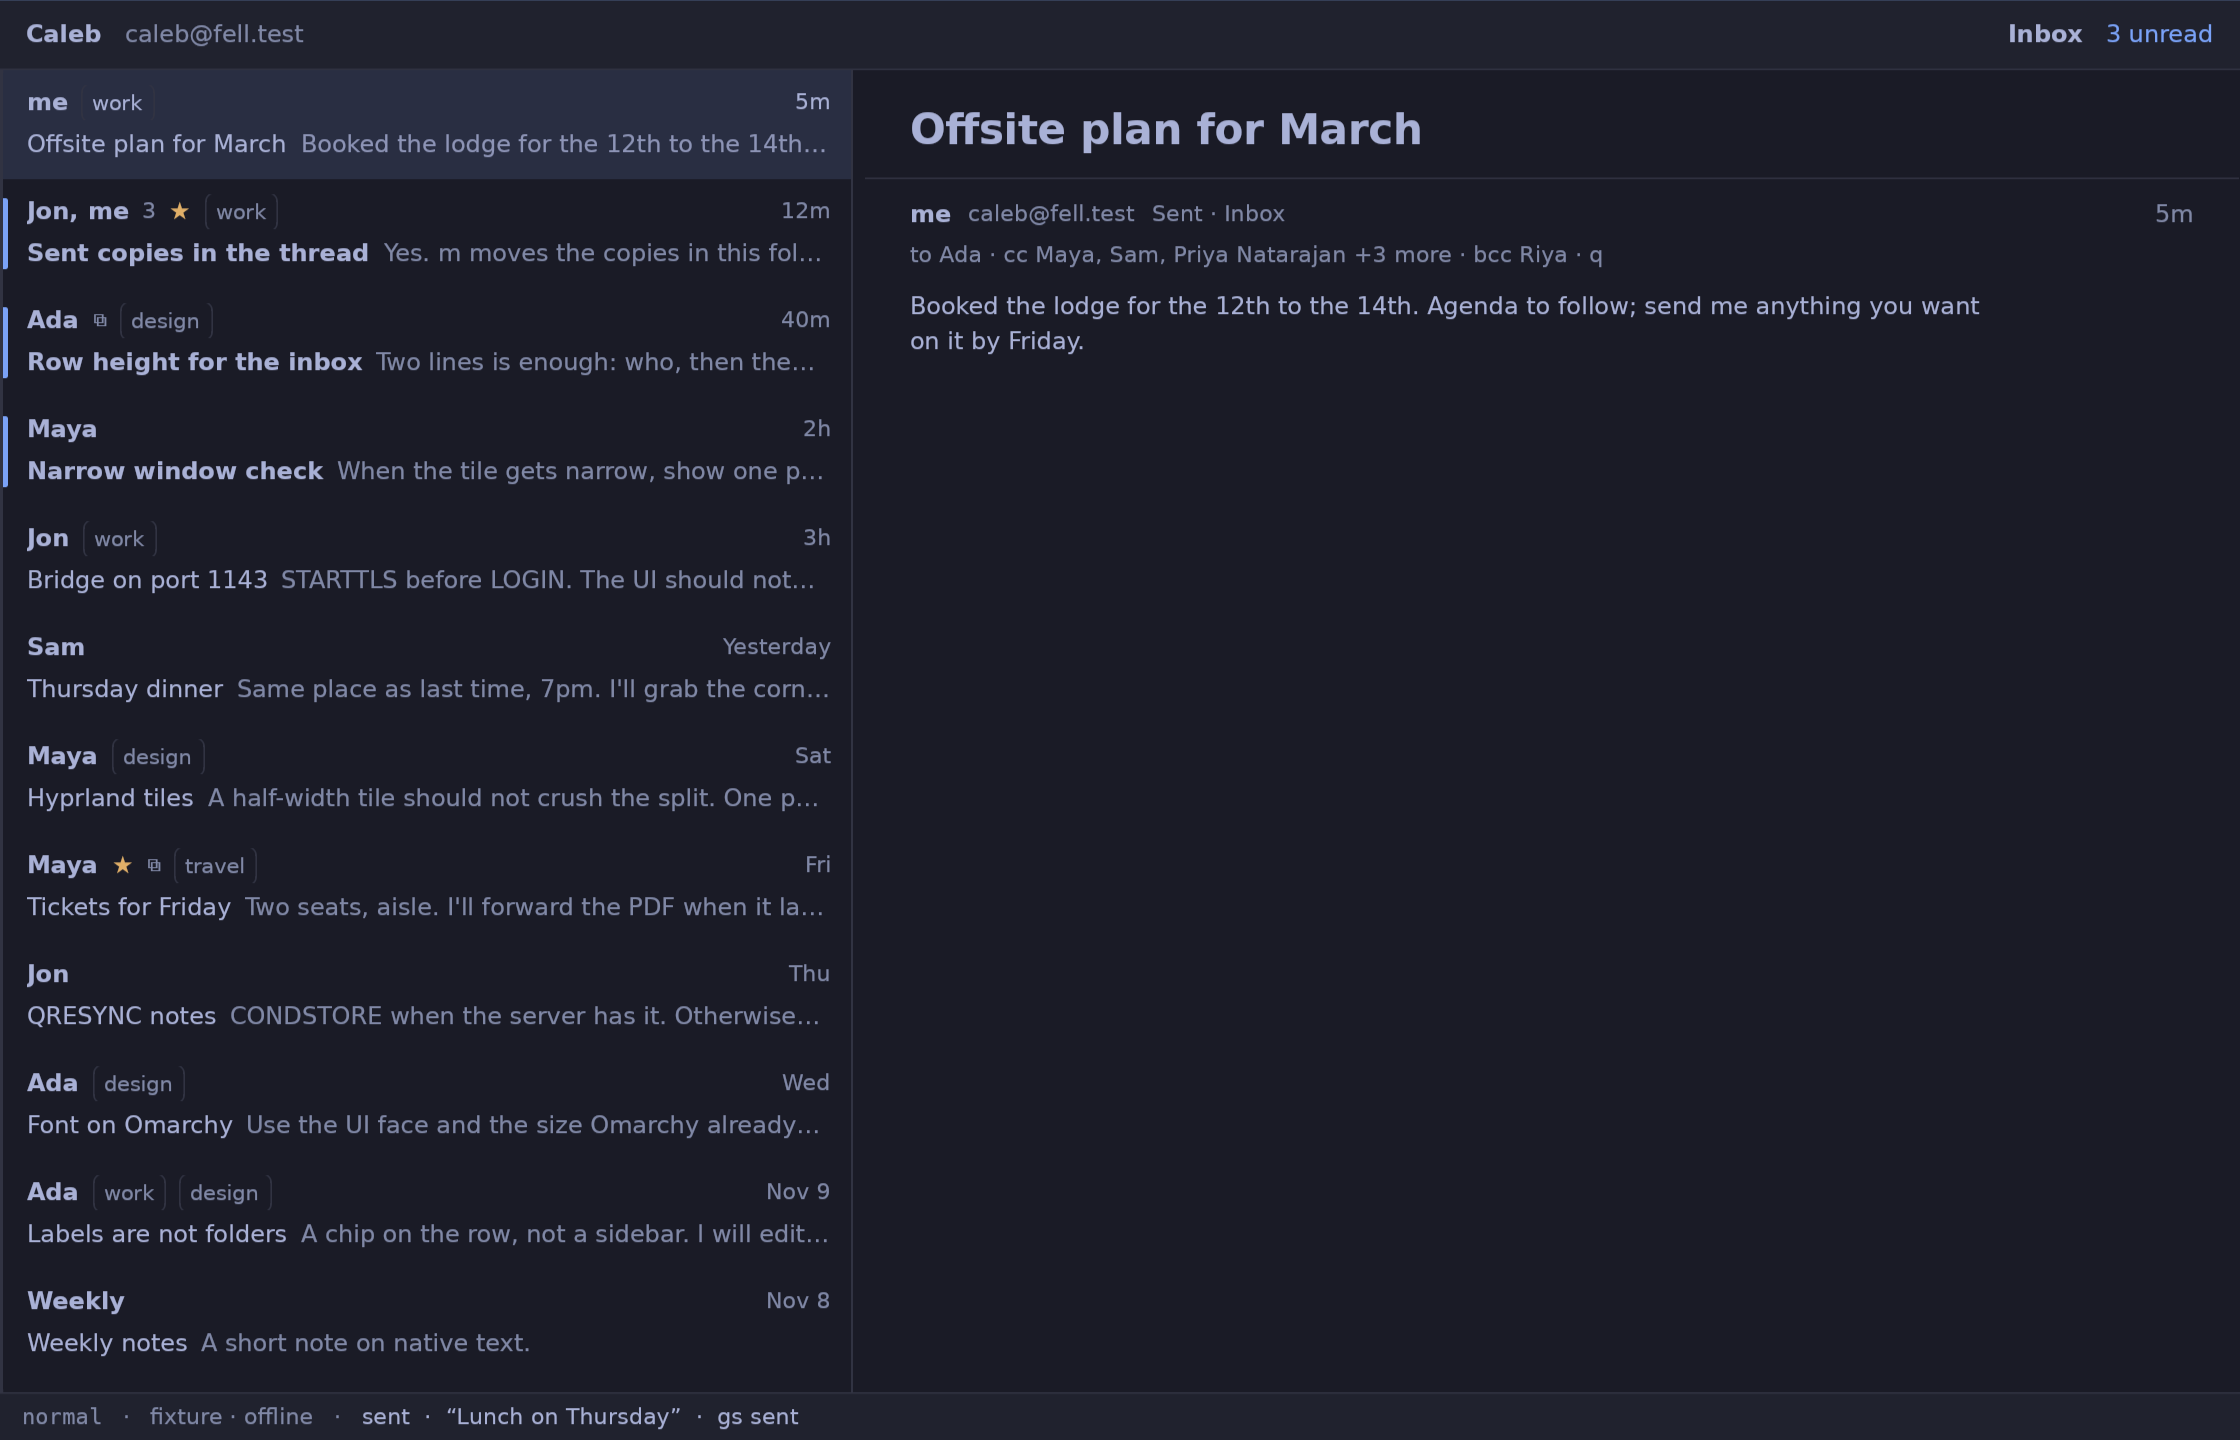 Caleb caleb@fell.test Inbox 3 unread
me work 5m
Offsite plan for March Booked the lodge for the 12th to the 14th…
Jon, me 3 ★ work 12m
Sent copies in the thread Yes. m moves the copies in this fol…
Ada ⧉ design 40m
Row height for the inbox Two lines is enough: who, then the…
Maya 2h
Narrow window check When the tile gets narrow, show one p…
Jon work 3h
Bridge on port 1143 STARTTLS before LOGIN. The UI should not…
Sam Yesterday
Thursday dinner Same place as last time, 7pm. I'll grab the corn…
Maya design Sat
Hyprland tiles A half-width tile should not crush the split. One p…
Maya ★ ⧉ travel Fri
Tickets for Friday Two seats, aisle. I'll forward the PDF when it la…
Jon Thu
QRESYNC notes CONDSTORE when the server has it. Otherwise…
Ada design Wed
Font on Omarchy Use the UI face and the size Omarchy already…
Ada work design Nov 9
Labels are not folders A chip on the row, not a sidebar. I will edit…
Weekly Nov 8
Weekly notes A short note on native text.
Offsite plan for March
me caleb@fell.test Sent · Inbox 5m
to Ada · cc Maya, Sam, Priya Natarajan +3 more · bcc Riya · q
Booked the lodge for the 12th to the 14th. Agenda to follow; send me anything you want
on it by Friday.
normal · fixture · offline · sent · “Lunch on Thursday” · gs sent